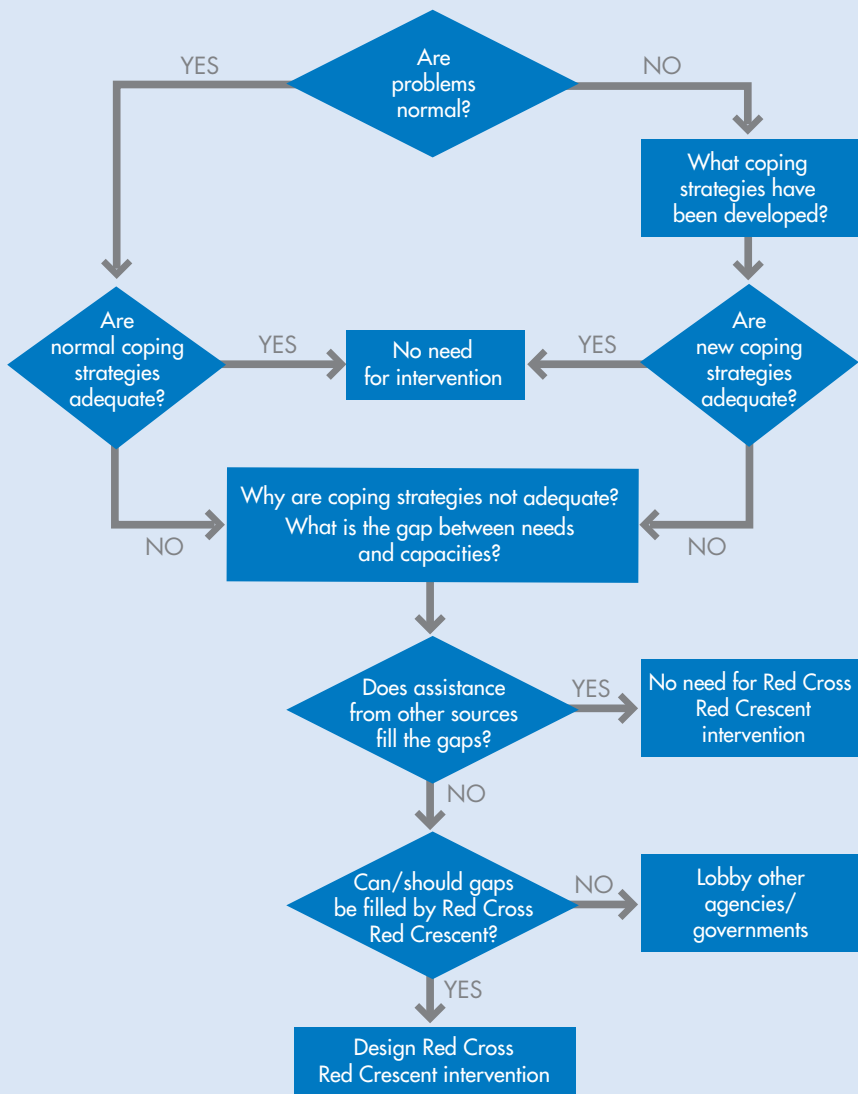 Are
problems
normal?
YES
NO
What coping
strategies have
been developed?
Are
normal coping
strategies
adequate?
YES
No need
for intervention
YES
Are
new coping
strategies
adequate?
NO
Why are coping strategies not adequate?
What is the gap between needs
and capacities?
NO
Does assistance
from other sources
fill the gaps?
YES
No need for Red Cross
Red Crescent
intervention
NO
Can/should gaps
be filled by Red Cross
Red Crescent?
NO
Lobby other
agencies/
governments
YES
Design Red Cross
Red Crescent intervention